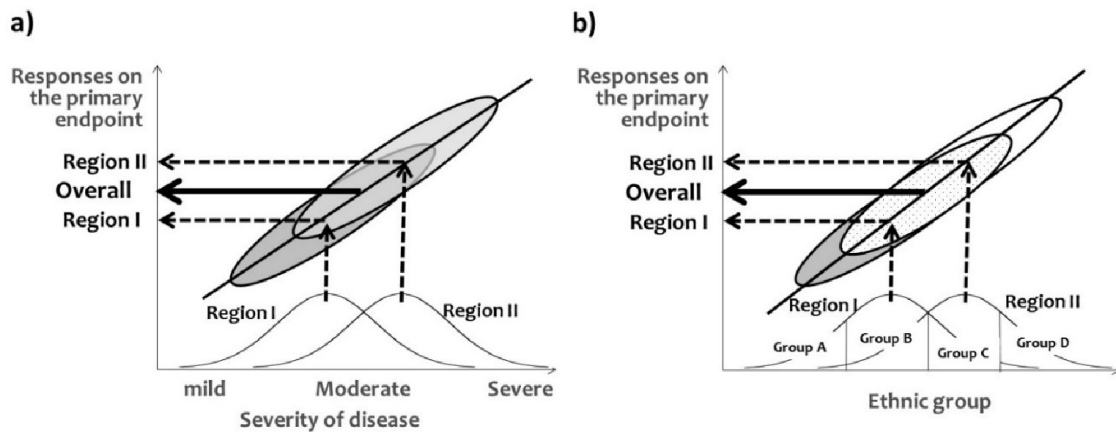 a)
Responses on
the primary
endpoint
Region II
Overall
Region I
Region I
Region II
mild Moderate Severe
Severity of disease
b)
Responses on
the primary
endpoint
Region II
Overall
Region I
Region I
Region II
Group A Group B Group C Group D
Ethnic group